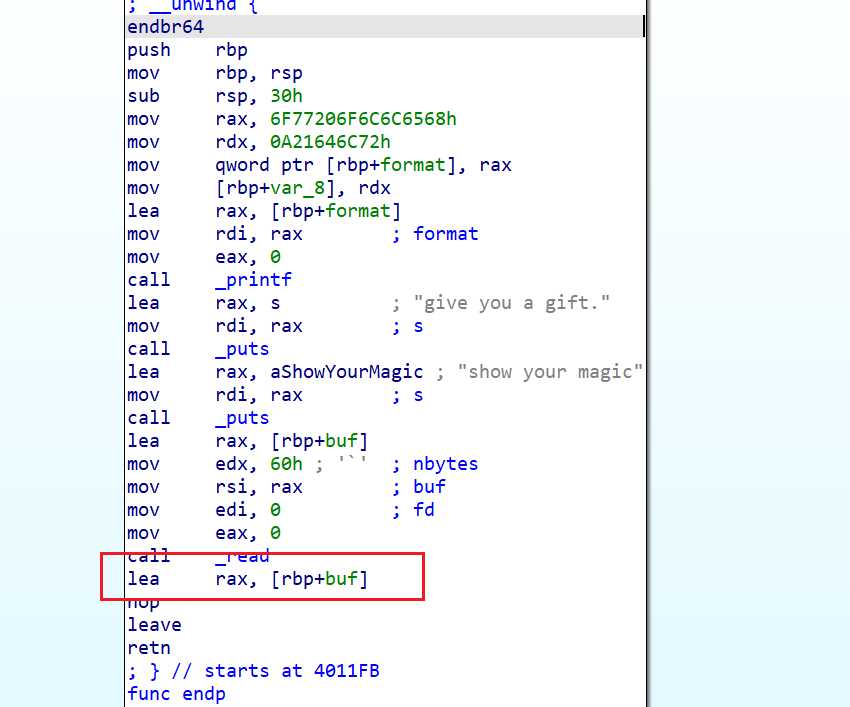 ; __unwind {
endbr64
push rbp
mov rbp, rsp
sub rsp, 30h
mov rax, 6F77206F6C6C6568h
mov rdx, 0A21646C72h
mov qword ptr [rbp+format], rax
mov [rbp+var_8], rdx
lea rax, [rbp+format]
mov rdi, rax ; format
mov eax, 0
call _printf
lea rax, s ; "give you a gift."
mov rdi, rax ; s
call _puts
lea rax, aShowYourMagic ; "show your magic"
mov rdi, rax ; s
call _puts
lea rax, [rbp+buf]
mov edx, 60h ; '`' ; nbytes
mov rsi, rax ; buf
mov edi, 0 ; fd
mov eax, 0
call _read
lea rax, [rbp+buf]
nop
leave
retn
; } // starts at 4011FB
func endp